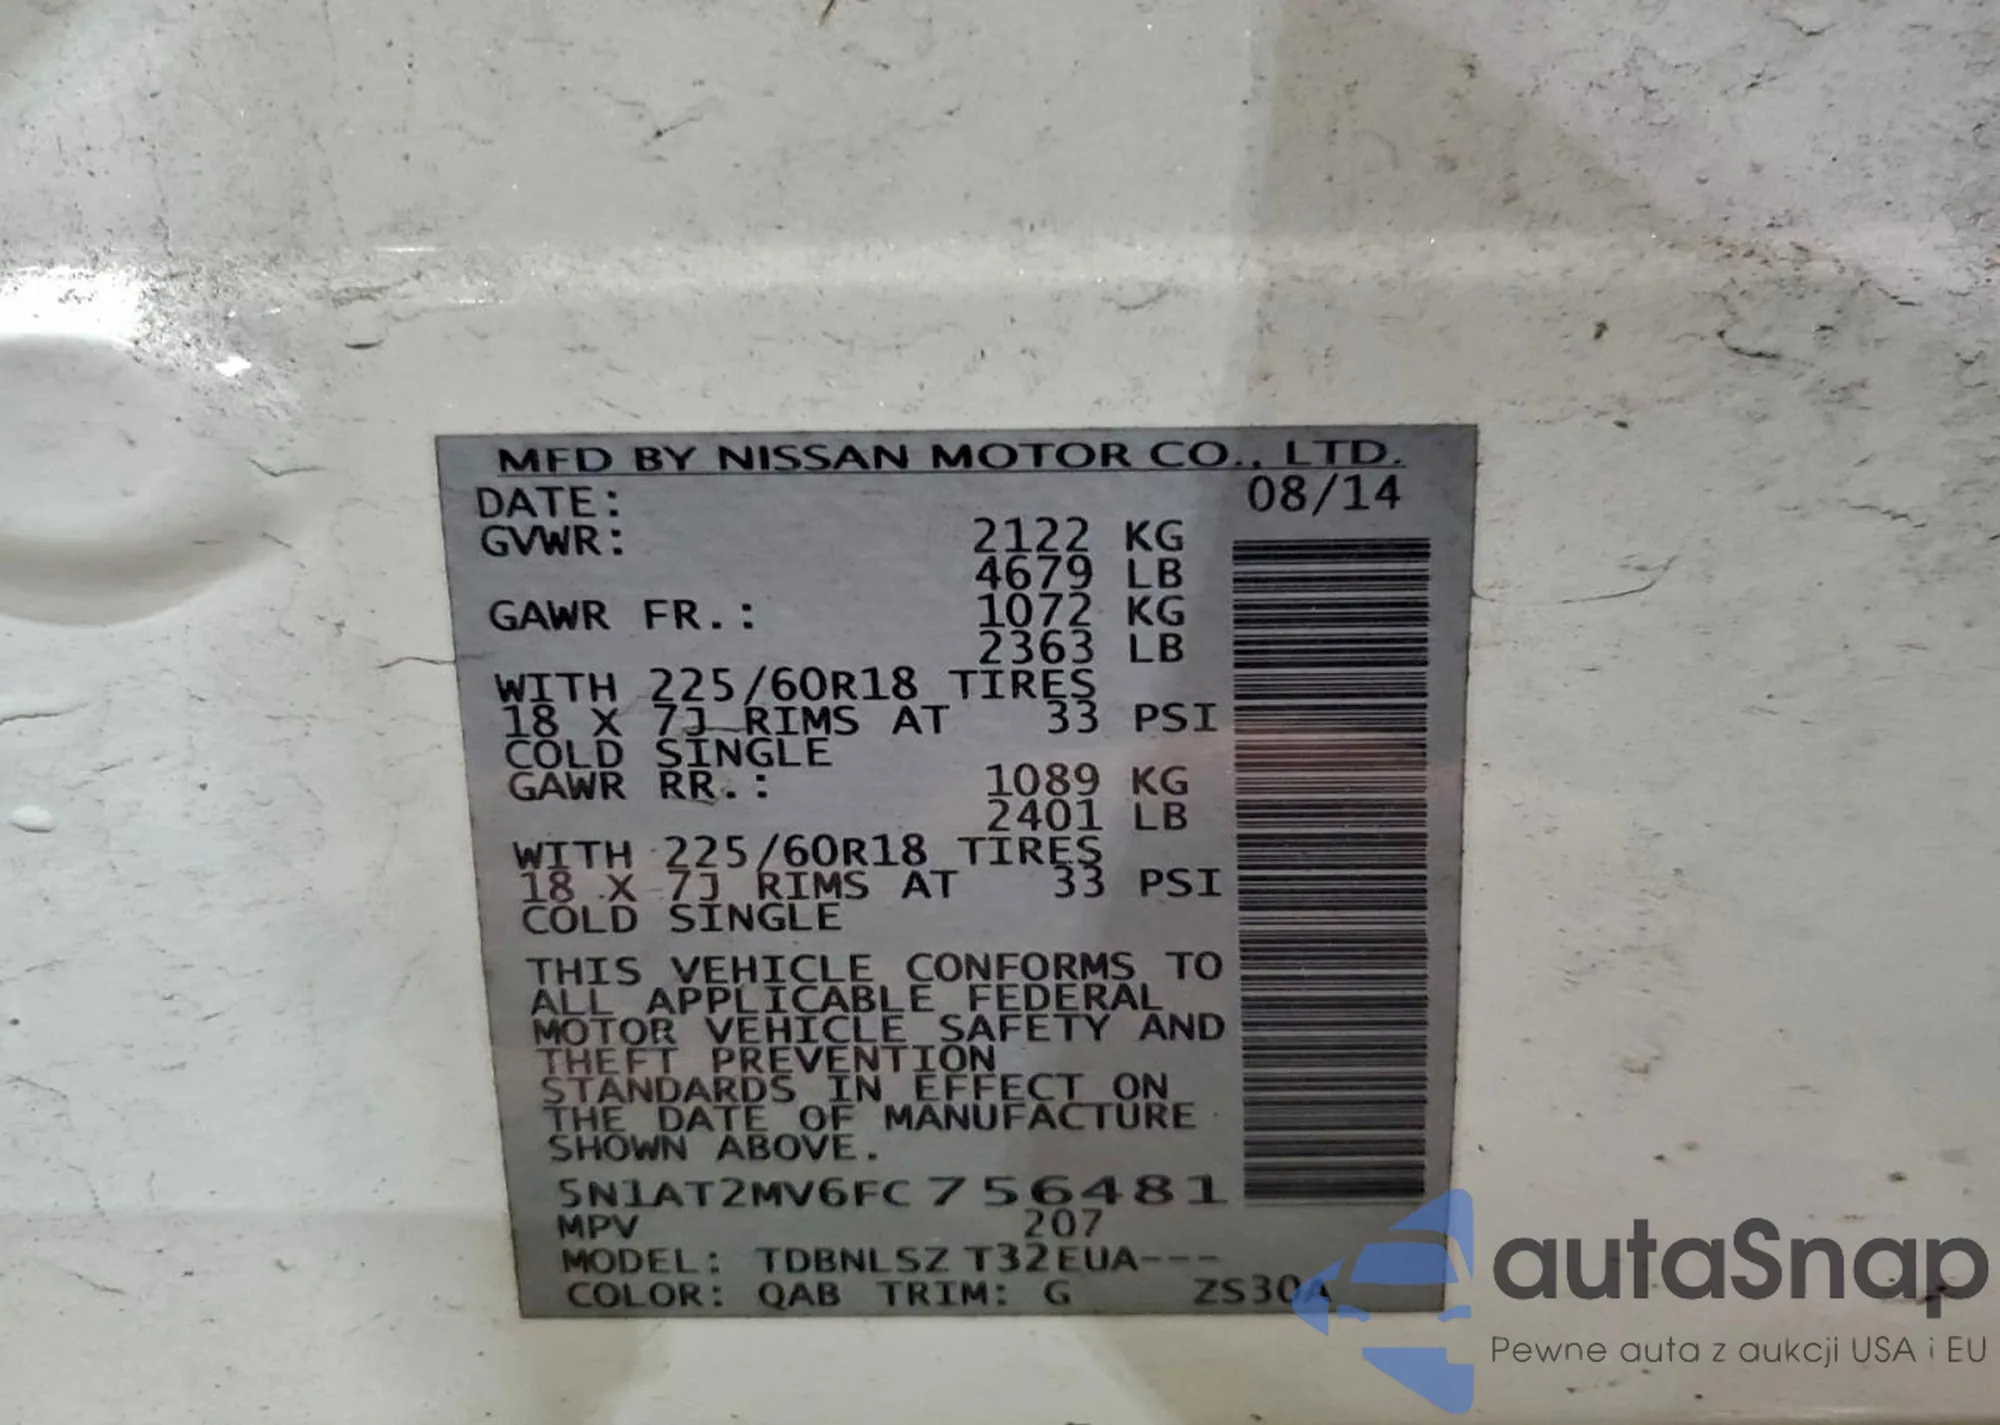 MFD BY NISSAN MOTOR CO., LTD.
DATE: 08/14
GVWR: 2122 KG
4679 LB
GAWR FR.: 1072 KG
2363 LB
WITH 225/60R18 TIRES
18 X 7J RIMS AT 33 PSI
COLD SINGLE
GAWR RR.: 1089 KG
2401 LB
WITH 225/60R18 TIRES
18 X 7J RIMS AT 33 PSI
COLD SINGLE
THIS VEHICLE CONFORMS TO
ALL APPLICABLE FEDERAL
MOTOR VEHICLE SAFETY AND
THEFT PREVENTION
STANDARDS IN EFFECT ON
THE DATE OF MANUFACTURE
SHOWN ABOVE.
5N1AT2MV6FC756481
MPV 207
MODEL: TDBNLSZ T32EUA---
COLOR: QAB TRIM: G ZS30A
autaSnap
Pewne auta z aukcji USA i EU